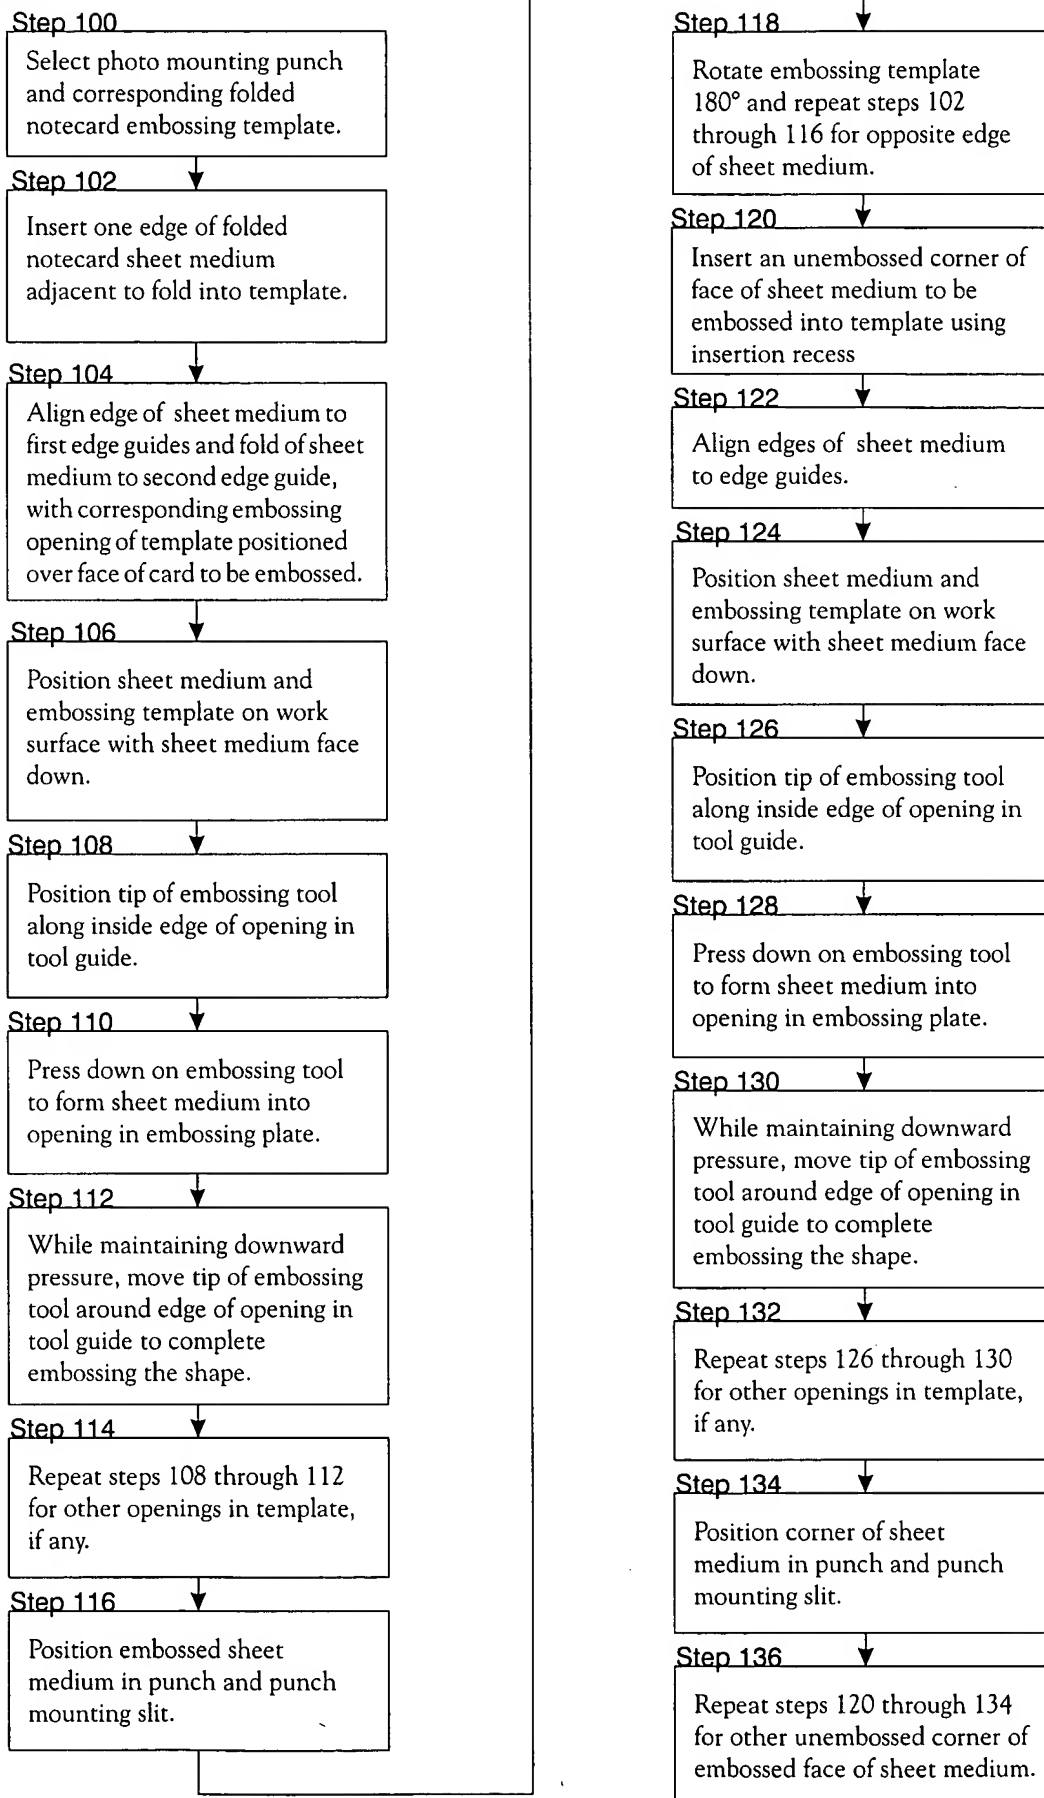 Step 100
Select photo mounting punch
and corresponding folded
notecard embossing template.
Step 102
Insert one edge of folded
notecard sheet medium
adjacent to fold into template.
Step 104
Align edge of sheet medium to
first edge guides and fold of sheet
medium to second edge guide,
with corresponding embossing
opening of template positioned
over face of card to be embossed.
Step 106
Position sheet medium and
embossing template on work
surface with sheet medium face
down.
Step 108
Position tip of embossing tool
along inside edge of opening in
tool guide.
Step 110
Press down on embossing tool
to form sheet medium into
opening in embossing plate.
Step 112
While maintaining downward
pressure, move tip of embossing
tool around edge of opening in
tool guide to complete
embossing the shape.
Step 114
Repeat steps 108 through 112
for other openings in template,
if any.
Step 116
Position embossed sheet
medium in punch and punch
mounting slit.
Step 118
Rotate embossing template
180° and repeat steps 102
through 116 for opposite edge
of sheet medium.
Step 120
Insert an unembossed corner of
face of sheet medium to be
embossed into template using
insertion recess
Step 122
Align edges of sheet medium
to edge guides.
Step 124
Position sheet medium and
embossing template on work
surface with sheet medium face
down.
Step 126
Position tip of embossing tool
along inside edge of opening in
tool guide.
Step 128
Press down on embossing tool
to form sheet medium into
opening in embossing plate.
Step 130
While maintaining downward
pressure, move tip of embossing
tool around edge of opening in
tool guide to complete
embossing the shape.
Step 132
Repeat steps 126 through 130
for other openings in template,
if any.
Step 134
Position corner of sheet
medium in punch and punch
mounting slit.
Step 136
Repeat steps 120 through 134
for other unembossed corner of
embossed face of sheet medium.